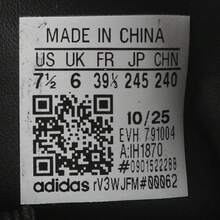 MADE IN CHINA
US UK FR JP CHN
7½ 6 39⅓ 245 240
10/25
EVH 791004
A:IH1870
#0901522288
adidas rV3WJFM#00062